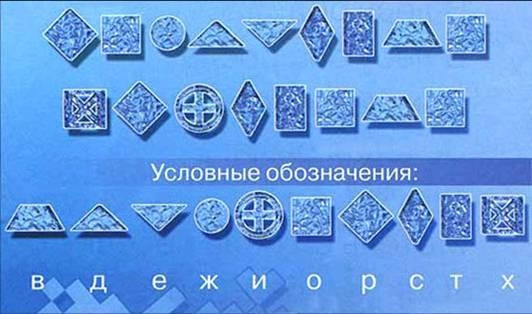 Условные обозначения:
в д е ж и о р с т х